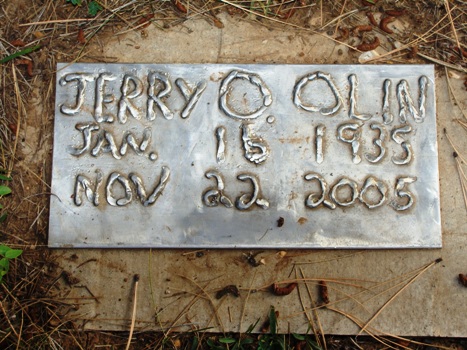 JERRY O. OLIN
JAN. 16 1935
NOV 22 2005